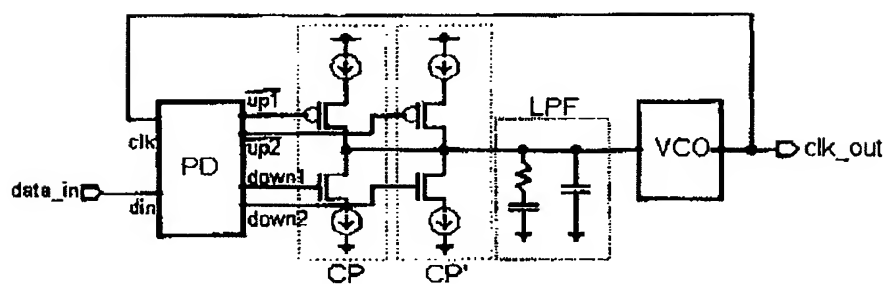 up1
clk
up2
LPF
PD
VCO
clk_out
data_in
down1
din
down2
CP
CP'